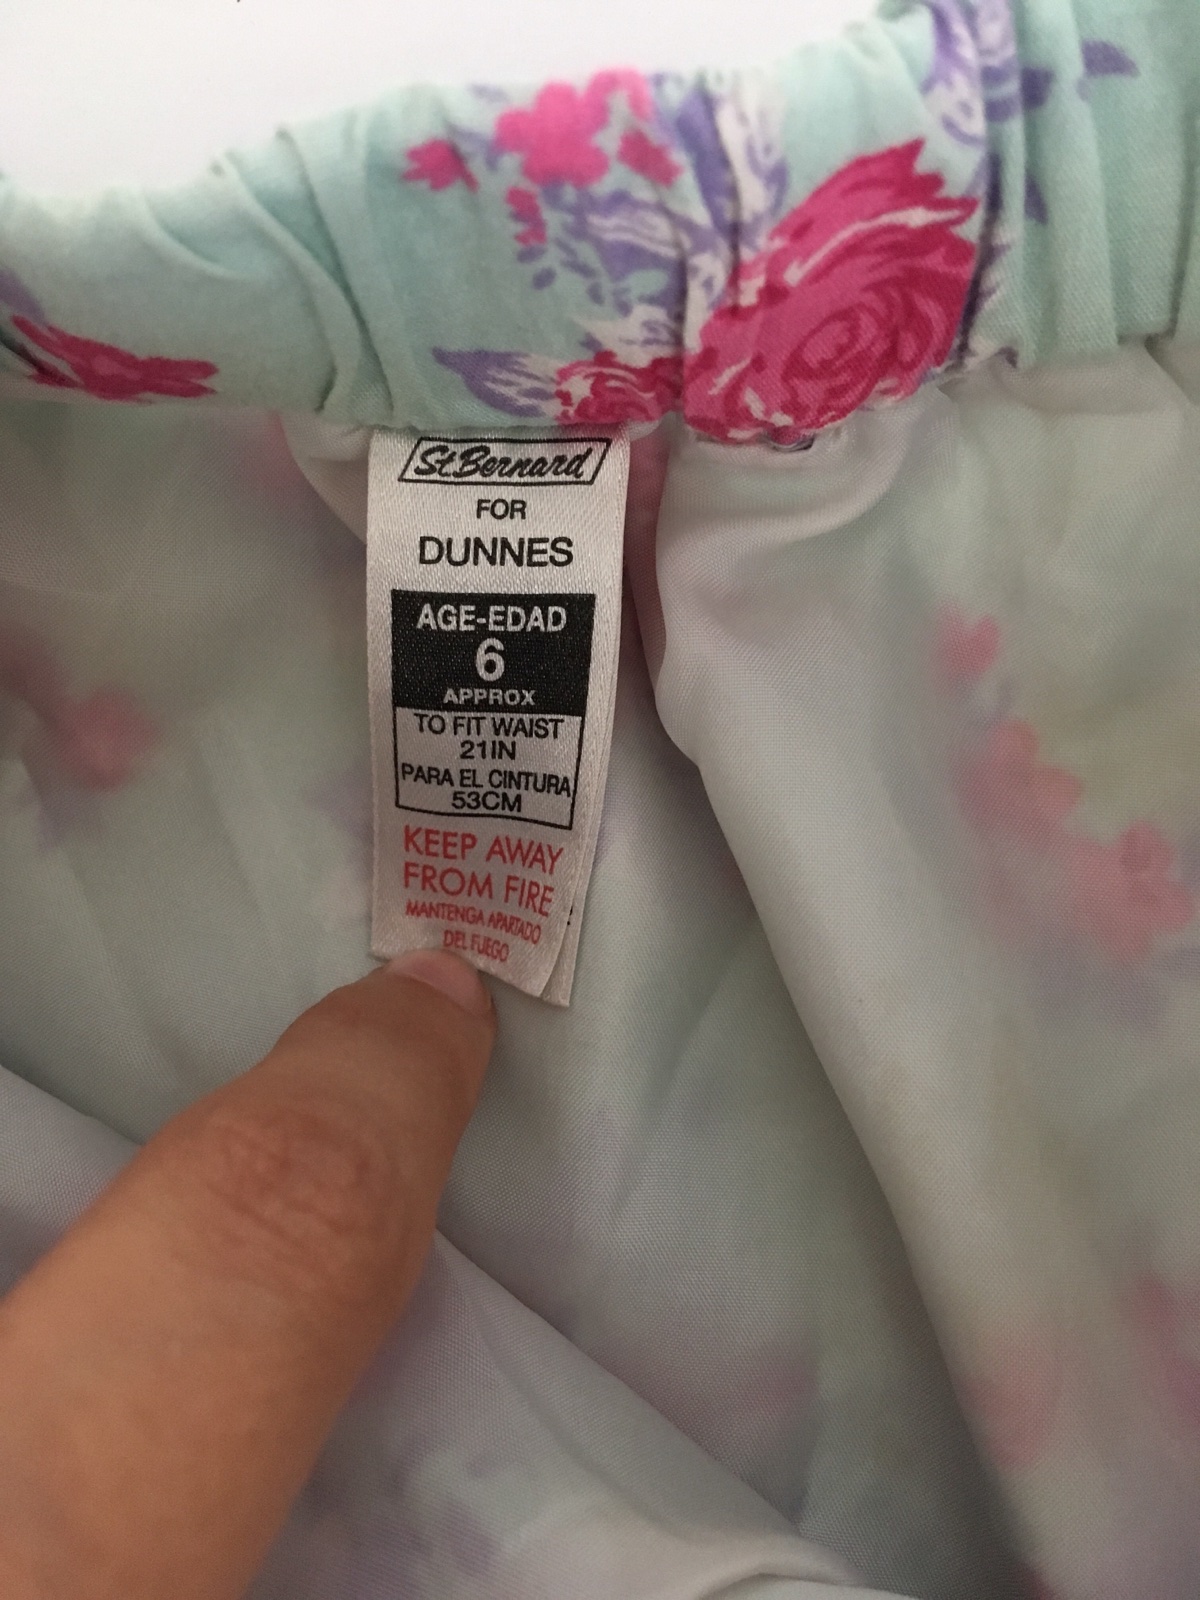 St.Bernard
FOR
DUNNES
AGE-EDAD
6
APPROX
TO FIT WAIST
21IN
PARA EL CINTURA
53CM
KEEP AWAY
FROM FIRE
MANTENGA APARTADO
DEL FUEGO